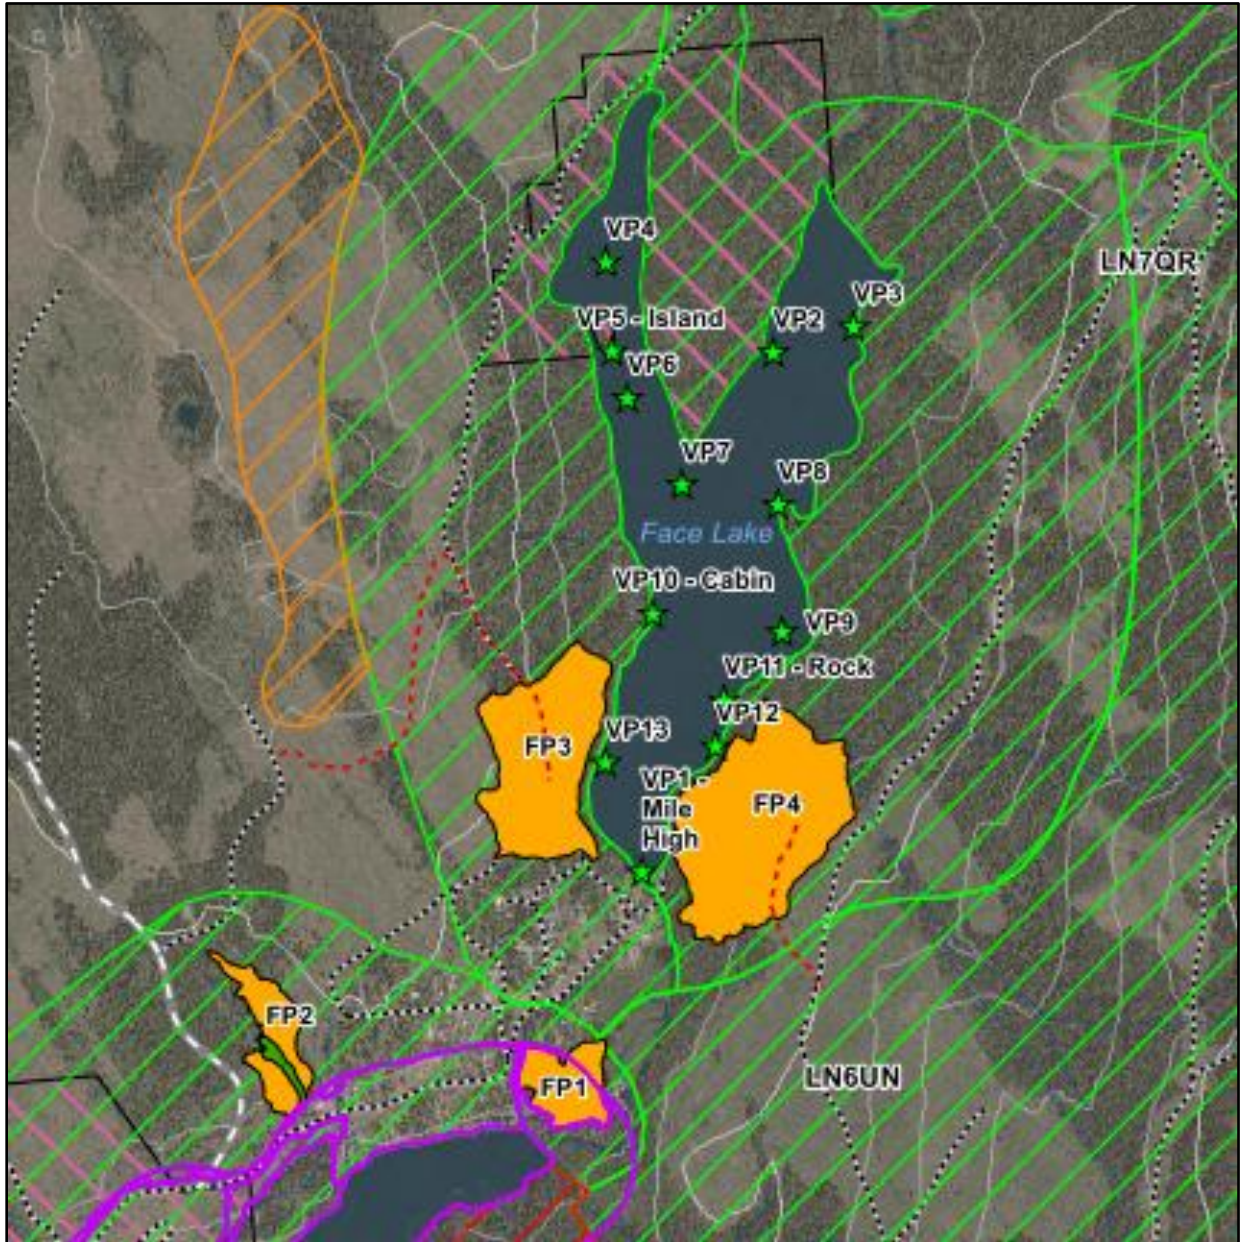 VP4
LN7QR
VP3
VP5 - Island
VP2
VP6
VP7
VP8
Face Lake
VP10 - Cabin
VP9
VP11 - Rock
VP12
VP13
FP3
VP1 -
Mile
High
FP4
FP2
FP1
LN6UN